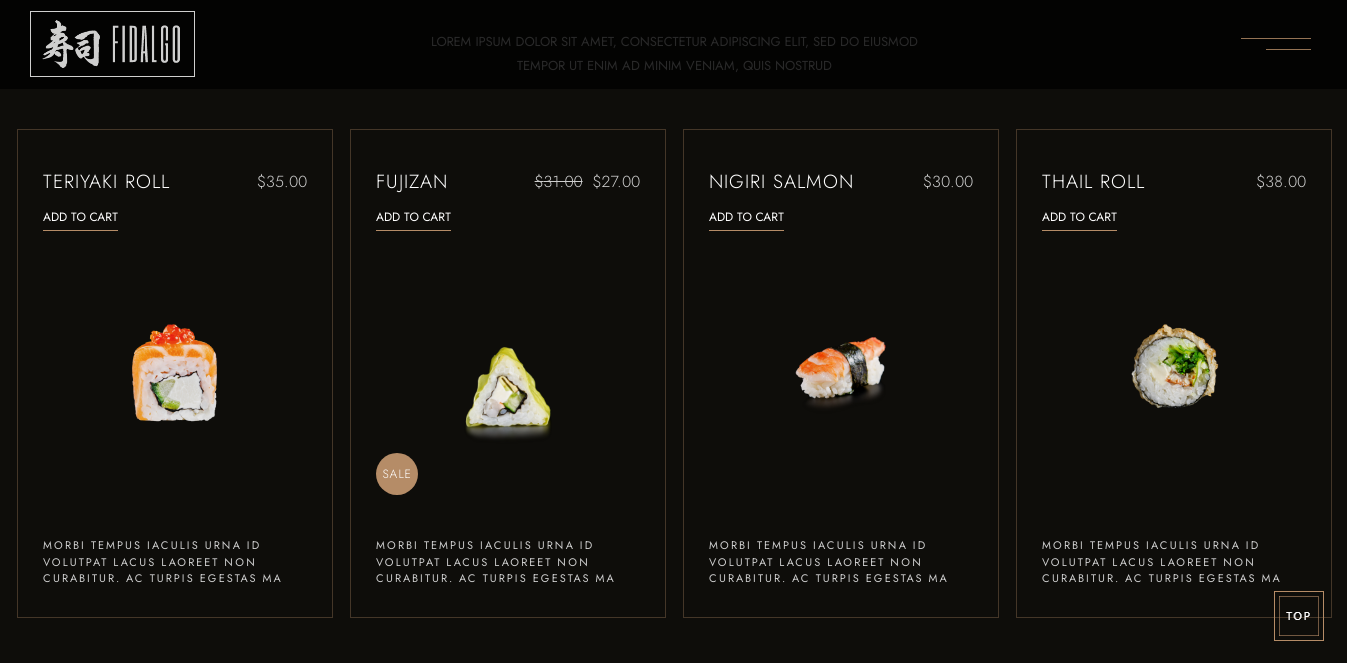 寿司 FIDALGO
LOREM IPSUM DOLOR SIT AMET, CONSECTETUR ADIPISCING ELIT, SED DO EIUSMOD
TEMPOR UT ENIM AD MINIM VENIAM, QUIS NOSTRUD
TERIYAKI ROLL $35.00
ADD TO CART
MORBI TEMPUS IACULIS URNA ID
VOLUTPAT LACUS LAOREET NON
CURABITUR. AC TURPIS EGESTAS MA
FUJIZAN $31.00 $27.00
ADD TO CART
SALE
MORBI TEMPUS IACULIS URNA ID
VOLUTPAT LACUS LAOREET NON
CURABITUR. AC TURPIS EGESTAS MA
NIGIRI SALMON $30.00
ADD TO CART
MORBI TEMPUS IACULIS URNA ID
VOLUTPAT LACUS LAOREET NON
CURABITUR. AC TURPIS EGESTAS MA
THAIL ROLL $38.00
ADD TO CART
MORBI TEMPUS IACULIS URNA ID
VOLUTPAT LACUS LAOREET NON
CURABITUR. AC TURPIS EGESTAS MA
TOP